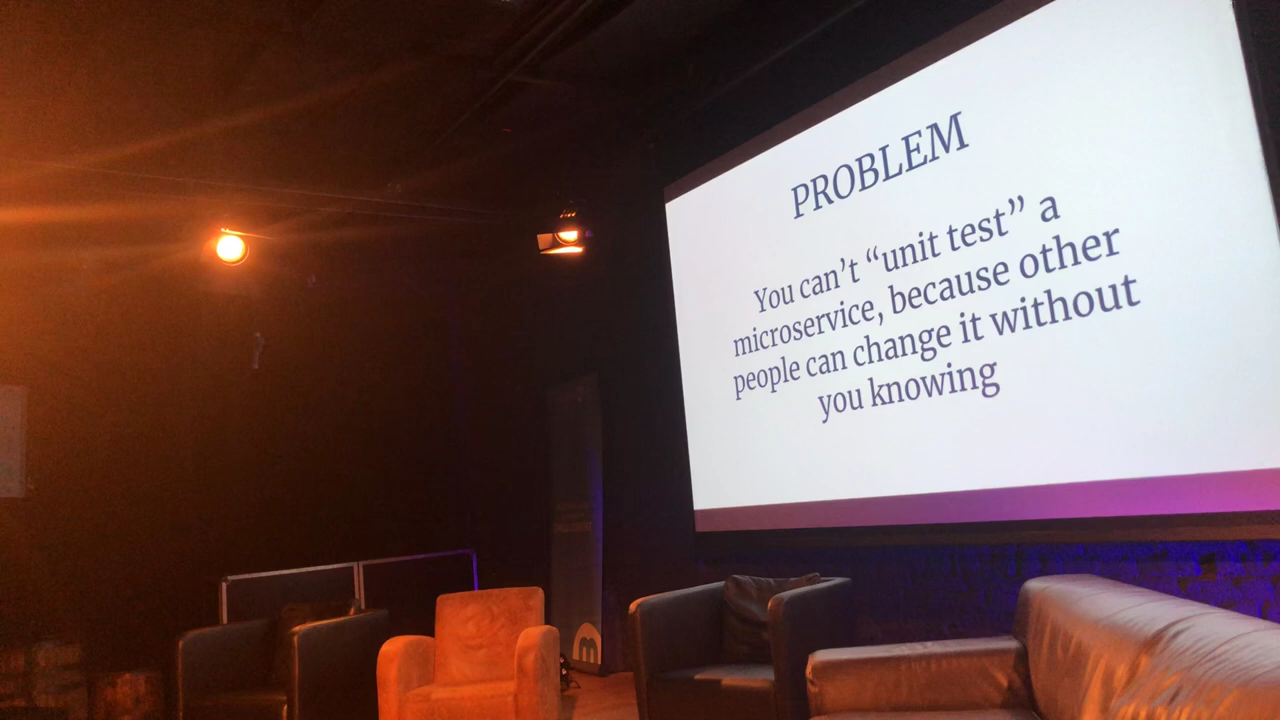 PROBLEM
You can’t “unit test” a
microservice, because other
people can change it without
you knowing